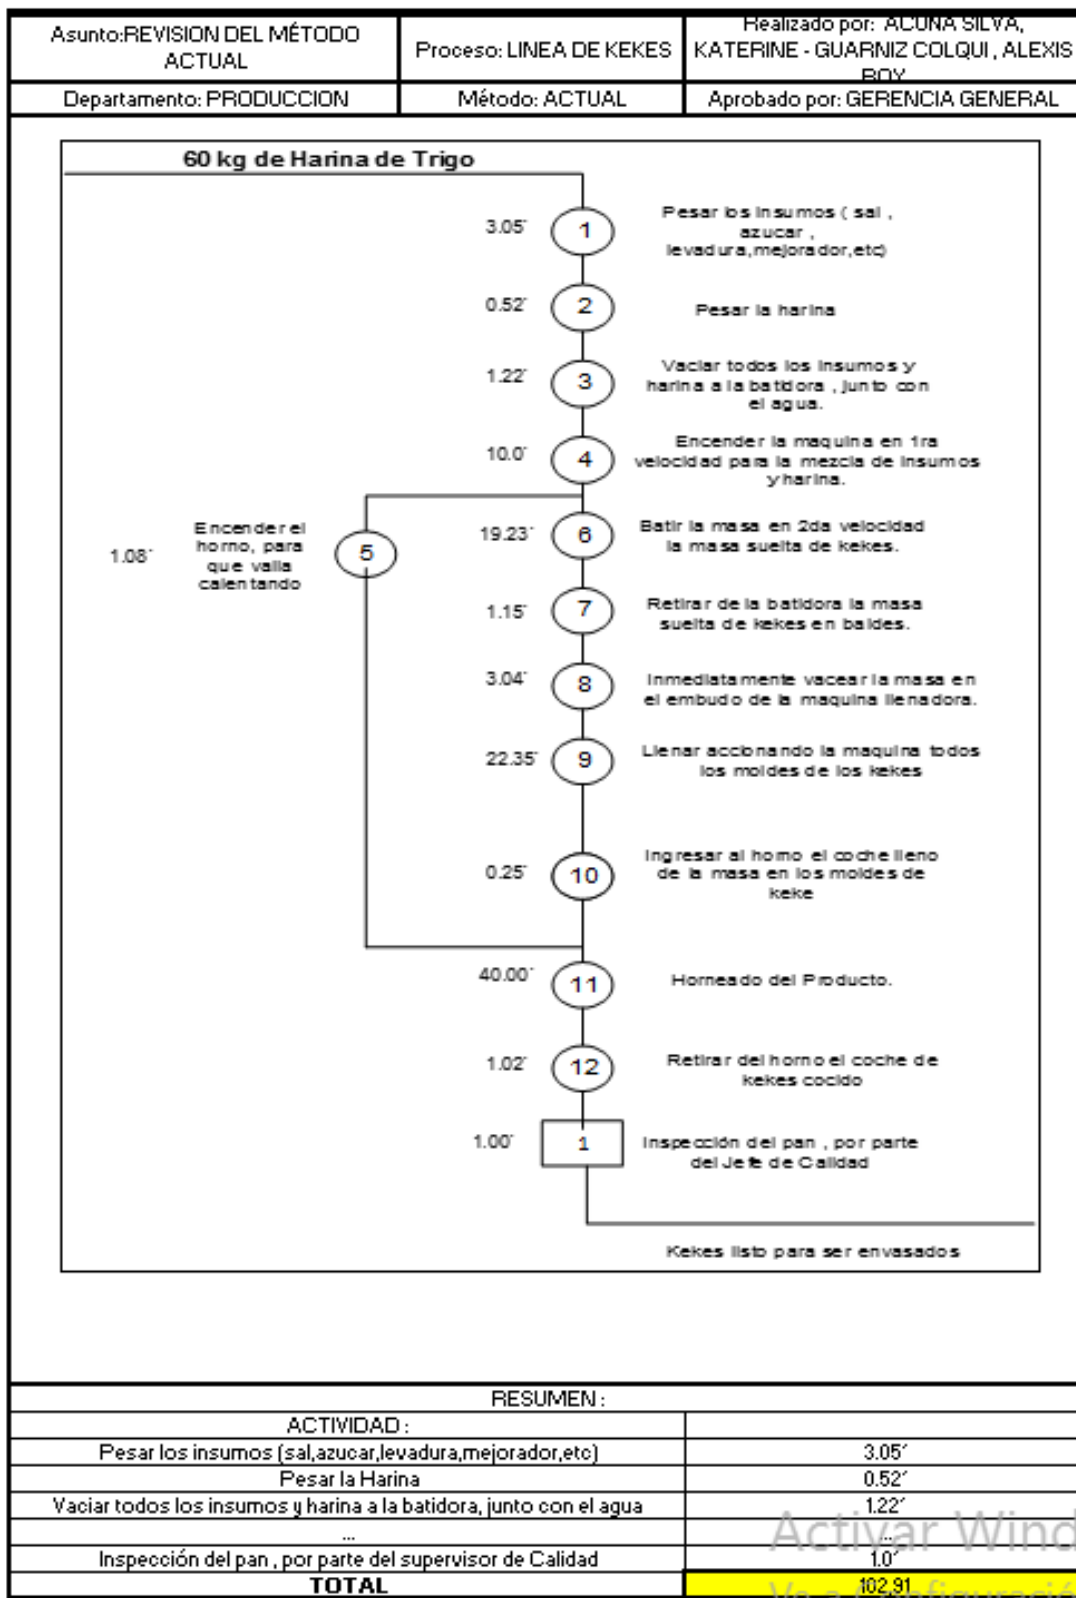 Asunto:REVISION DEL MÉTODO
ACTUAL
Proceso: LINEA DE KEKES
Realizado por: ACUÑA SILVA,
KATERINE - GUARNIZ COLQUI, ALEXIS
ROY
Departamento: PRODUCCION
Método: ACTUAL
Aprobado por: GERENCIA GENERAL
60 kg de Harina de Trigo
3.05´
1
Pesar los insumos ( sal ,
azucar ,
levadura,mejorador,etc)
0.52´
2
Pesar la harina
1.22´
3
Vaciar todos los insumos y
harina a la batidora , junto con
el agua.
10.0´
4
Encender la maquina en 1ra
velocidad para la mezcla de insumos
y harina.
1.08´
Encender el
horno, para
que valla
calentando
5
19.23´
6
Batir la masa en 2da velocidad
la masa suelta de kekes.
1.15´
7
Retirar de la batidora la masa
suelta de kekes en baldes.
3.04´
8
Inmediatamente vacear la masa en
el embudo de la maquina llenadora.
22.35´
9
Llenar accionando la maquina todos
los moldes de los kekes
0.25´
10
Ingresar al horno el coche lleno
de la masa en los moldes de
keke
40.00´
11
Horneado del Producto.
1.02´
12
Retirar del horno el coche de
kekes cocido
1.00´
1
Inspección del pan , por parte
del Jefe de Calidad
Kekes listo para ser envasados
RESUMEN :
ACTIVIDAD :
Pesar los insumos (sal,azucar,levadura,mejorador,etc) 3.05´
Pesar la Harina 0.52´
Vaciar todos los insumos y harina a la batidora, junto con el agua 1.22´
... ...
Inspección del pan , por parte del supervisor de Calidad 1.0´
TOTAL 102,91
Activar Wind
Ve a Configuració